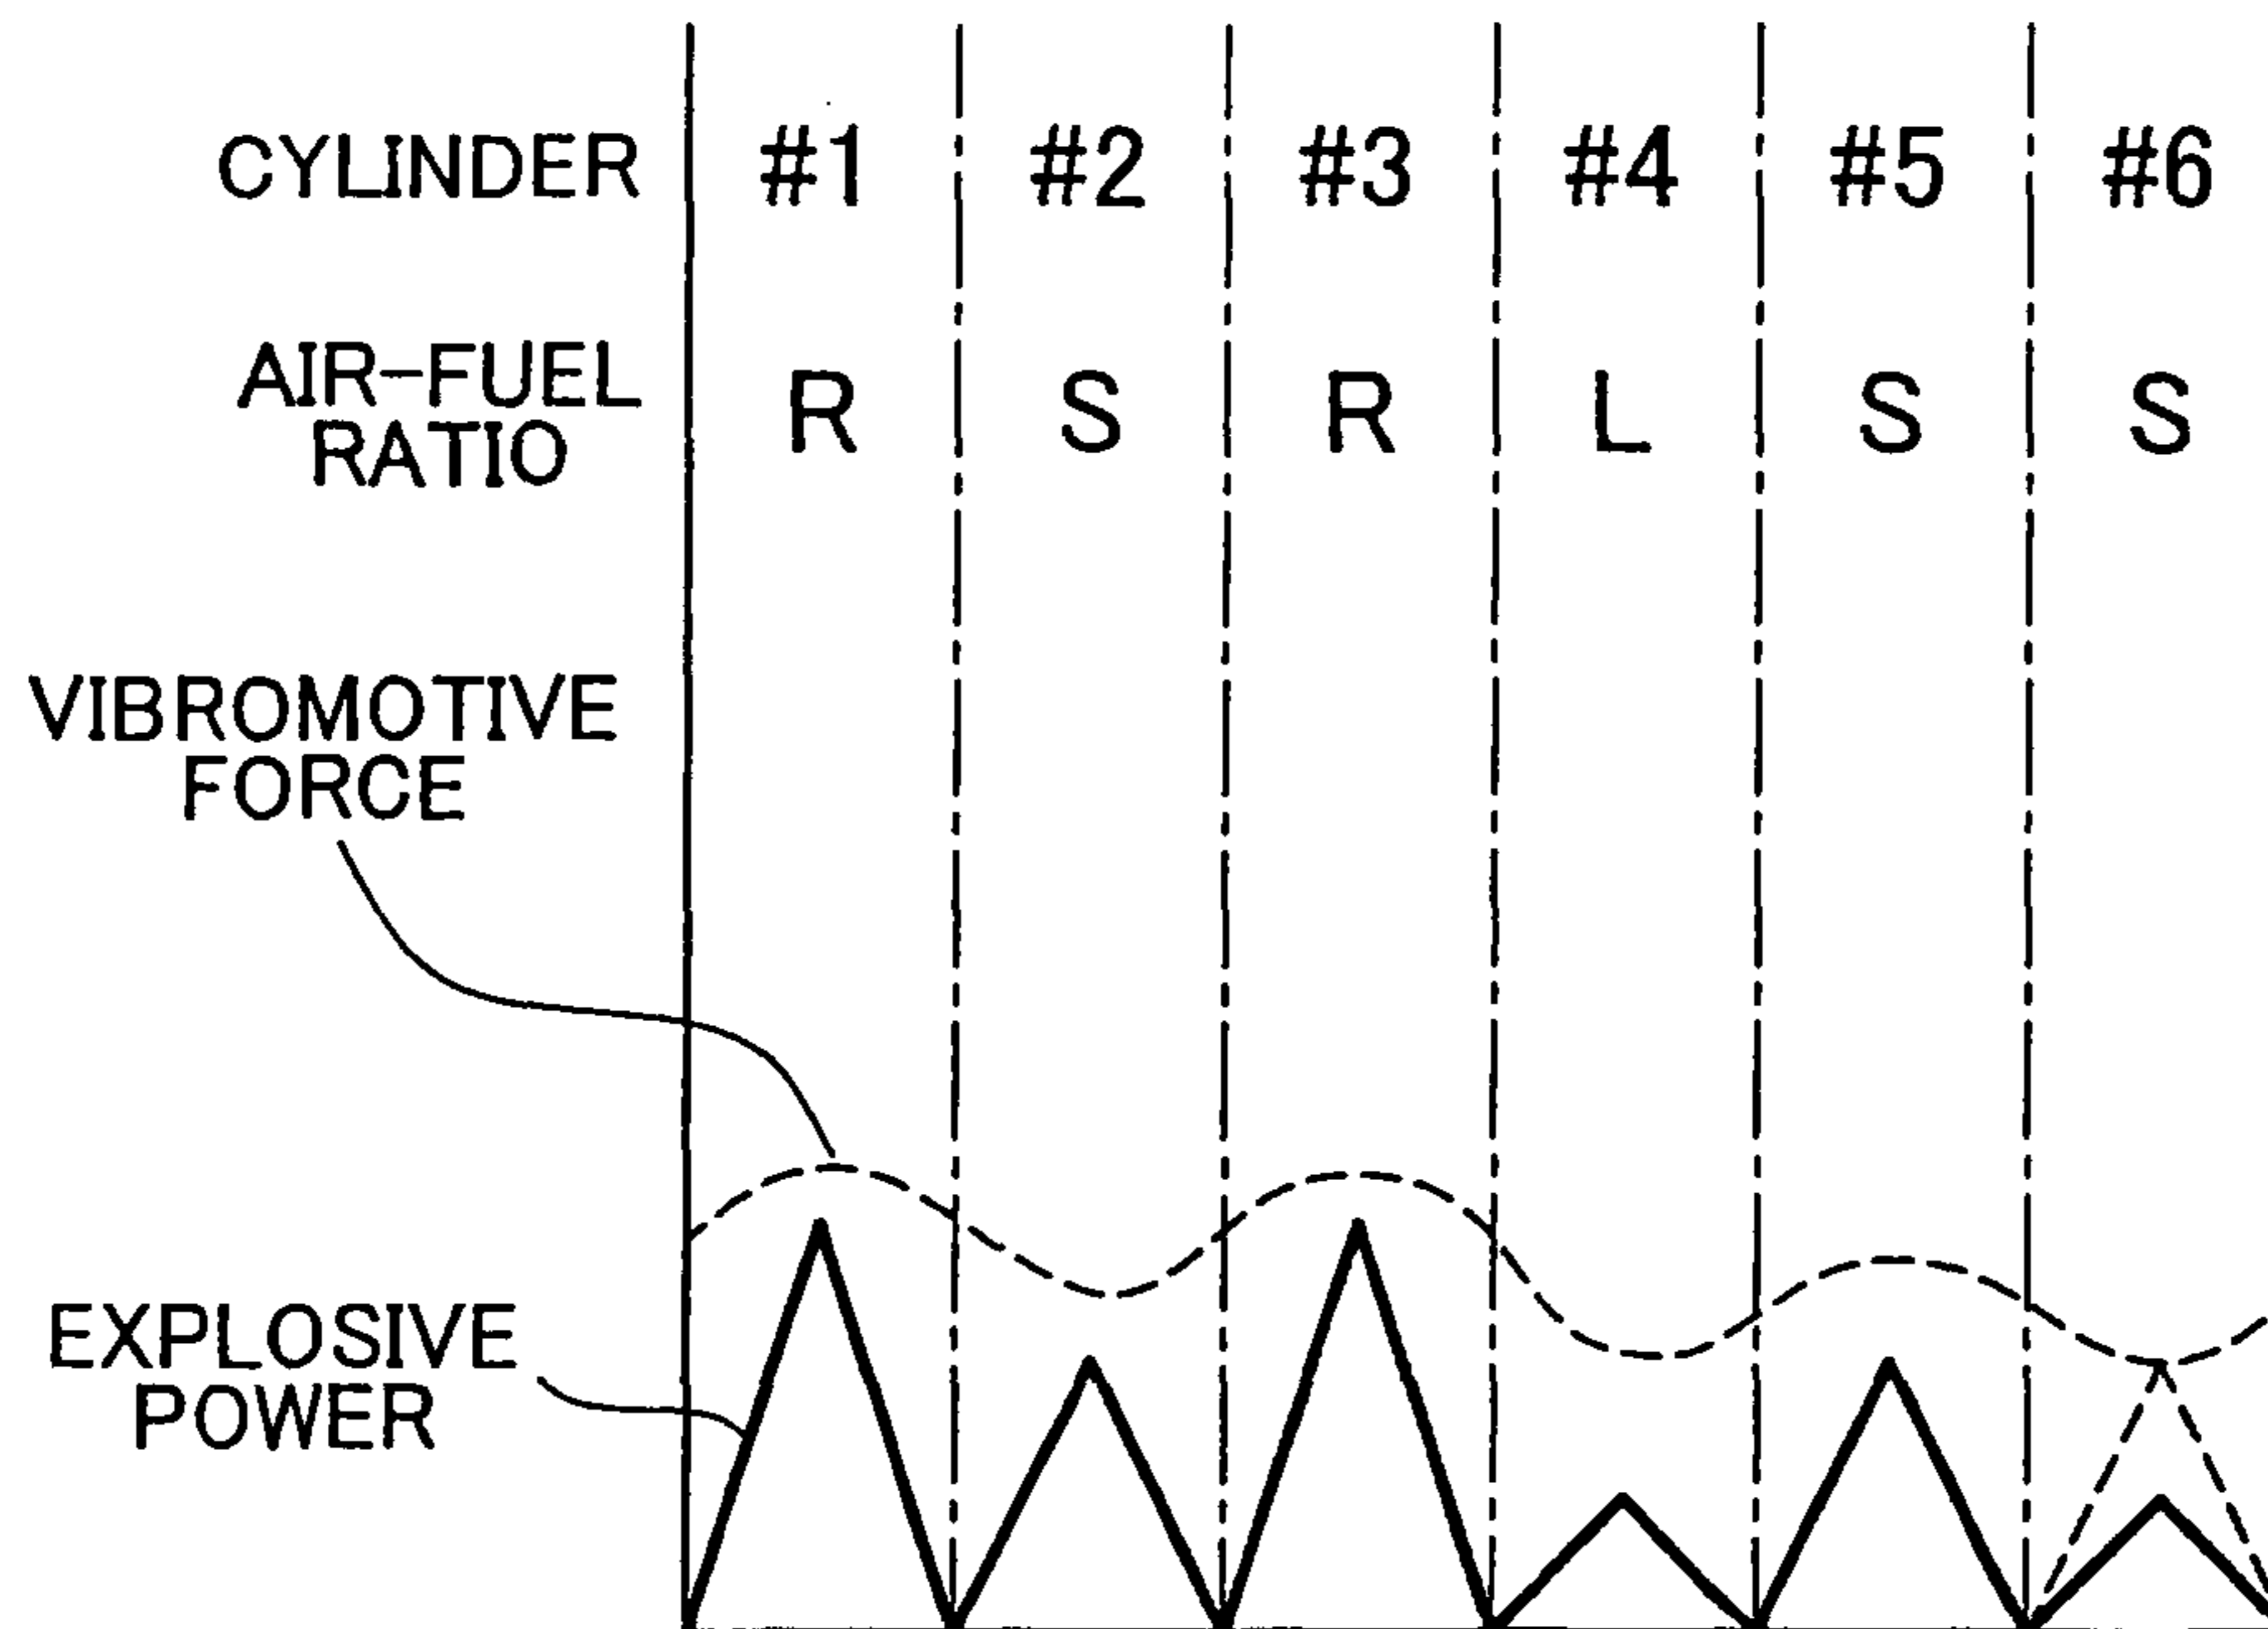 CYLINDER #1 #2 #3 #4 #5 #6
AIR-FUEL
RATIO
R S R L S S
VIBROMOTIVE
FORCE
EXPLOSIVE
POWER